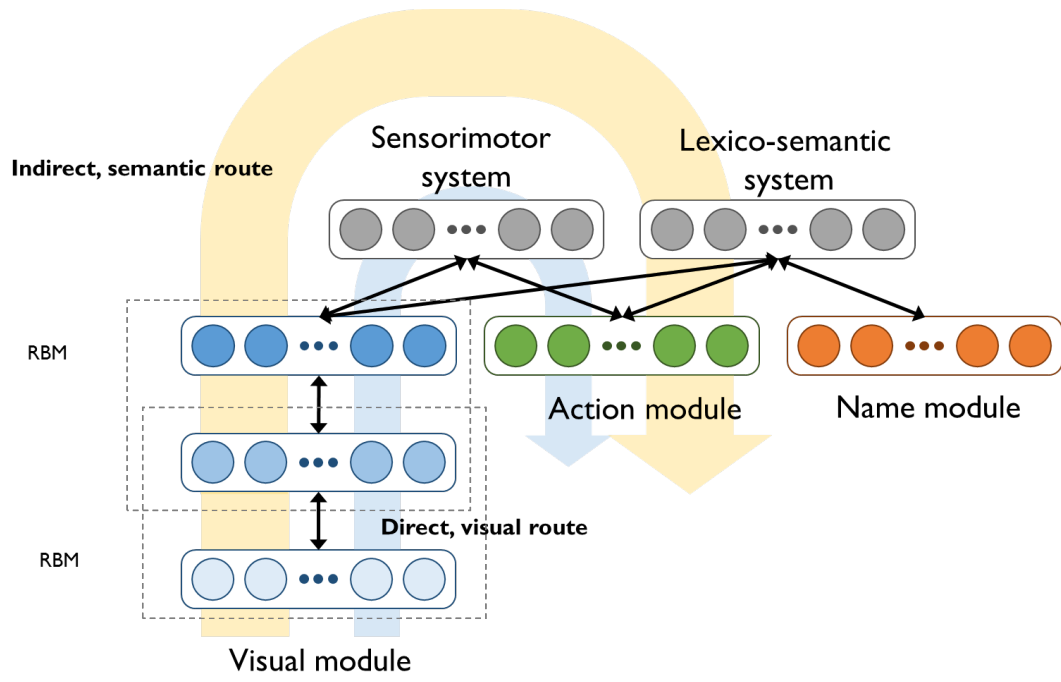 Sensorimotor
system
Lexico-semantic
system
Indirect, semantic route
RBM
Action module
Name module
Direct, visual route
RBM
Visual module